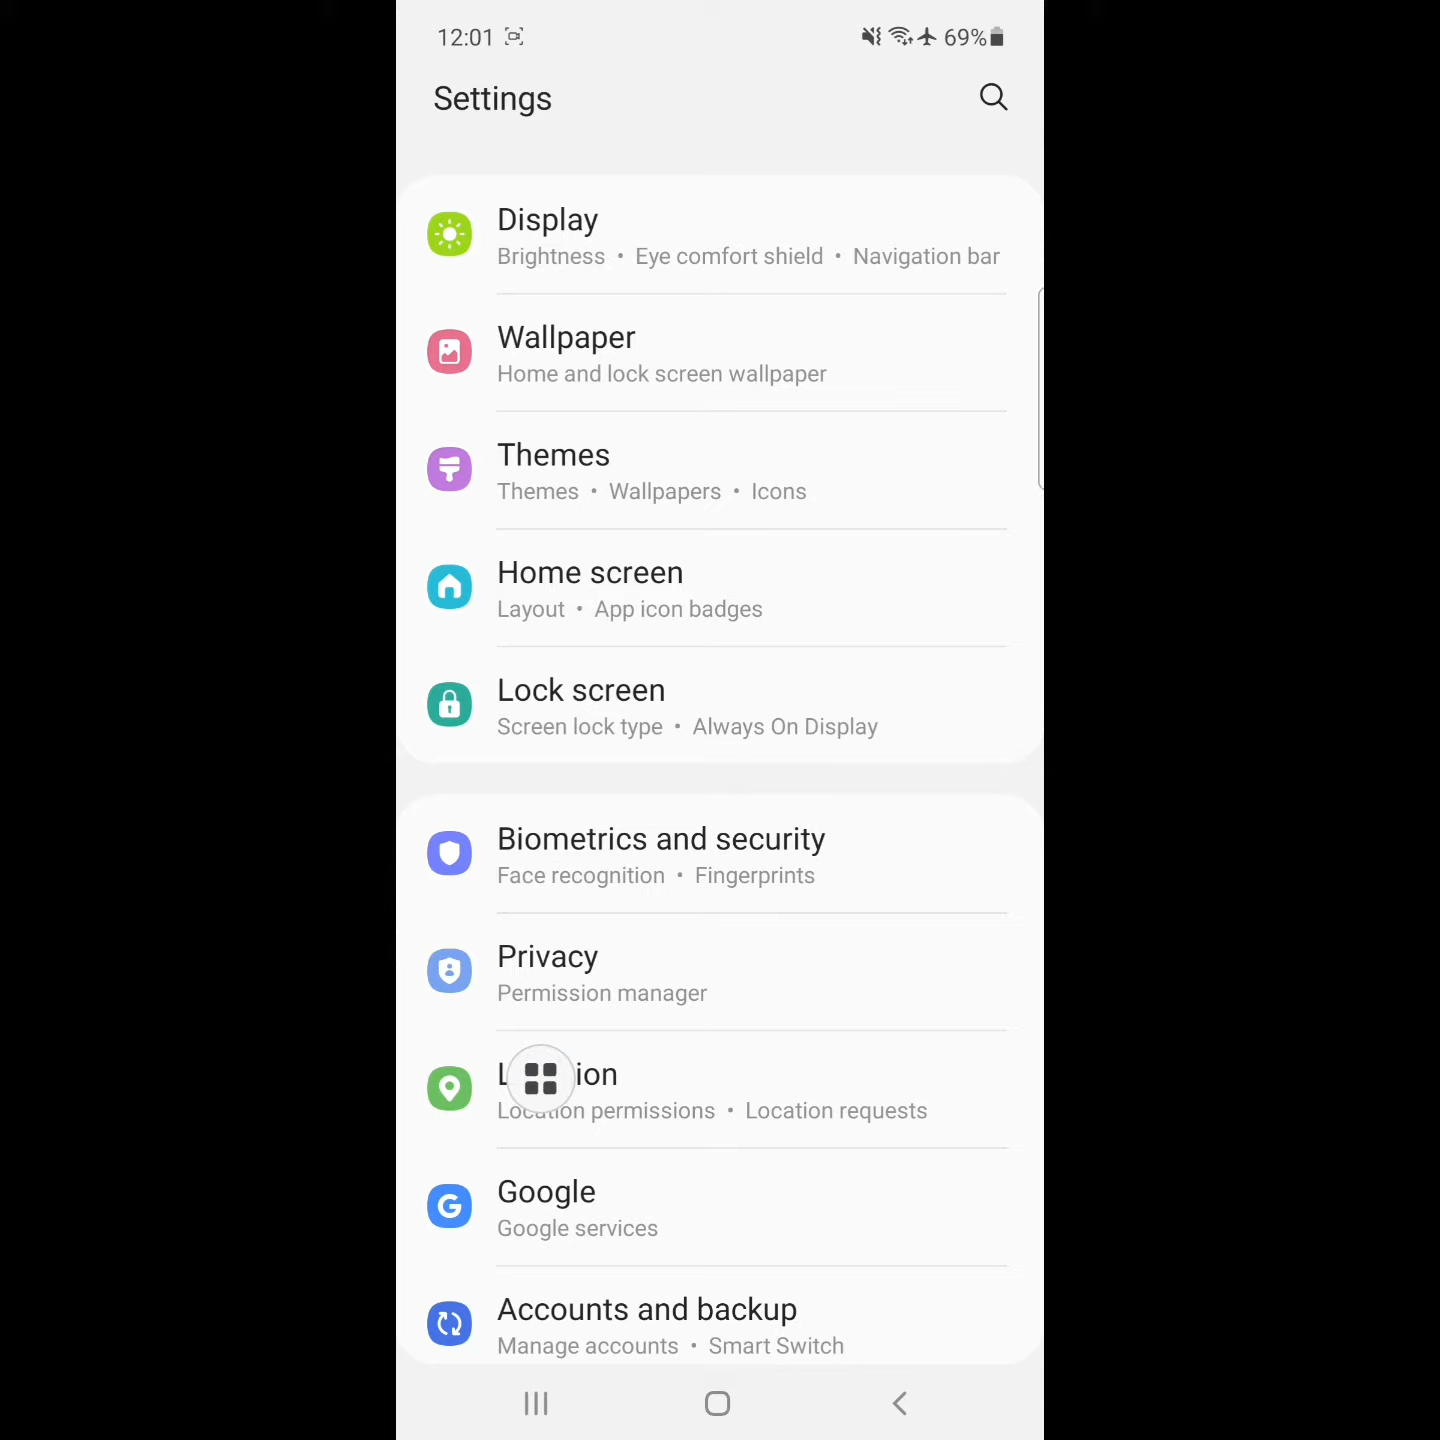 12:01
69%
Settings
Display
Brightness • Eye comfort shield • Navigation bar
Wallpaper
Home and lock screen wallpaper
Themes
Themes • Wallpapers • Icons
Home screen
Layout • App icon badges
Lock screen
Screen lock type • Always On Display
Biometrics and security
Face recognition • Fingerprints
Privacy
Permission manager
Location permissions • Location requests
Google
Google services
Accounts and backup
Manage accounts • Smart Switch